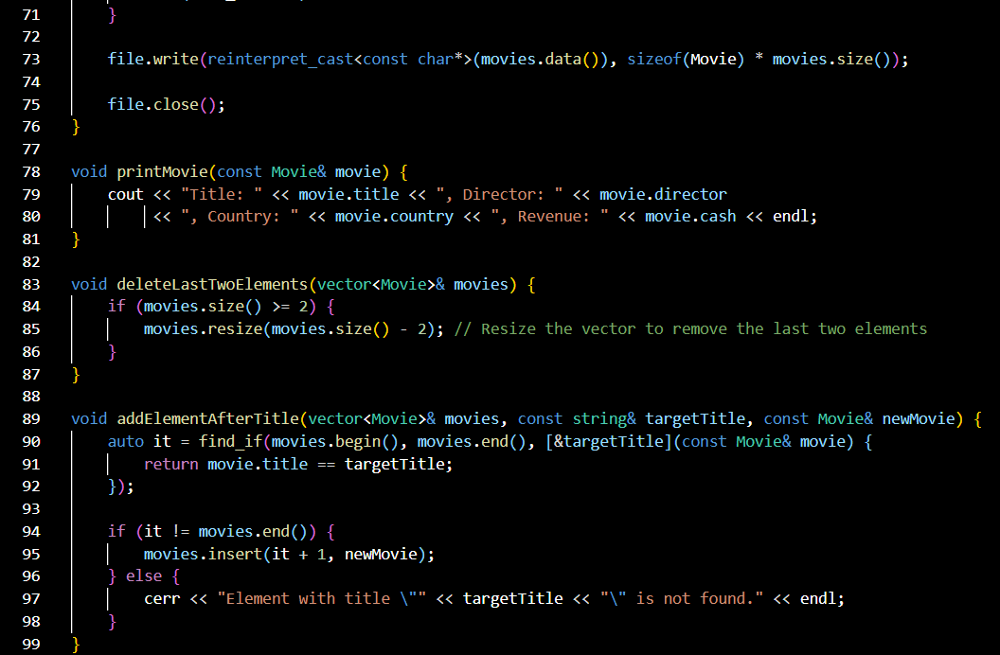 71 }
72
73 file.write(reinterpret_cast<const char*>(movies.data()), sizeof(Movie) * movies.size());
74
75 file.close();
76 }
77
78 void printMovie(const Movie& movie) {
79 cout << "Title: " << movie.title << ", Director: " << movie.director
80 << ", Country: " << movie.country << ", Revenue: " << movie.cash << endl;
81 }
82
83 void deleteLastTwoElements(vector<Movie>& movies) {
84 if (movies.size() >= 2) {
85 movies.resize(movies.size() - 2); // Resize the vector to remove the last two elements
86 }
87 }
88
89 void addElementAfterTitle(vector<Movie>& movies, const string& targetTitle, const Movie& newMovie) {
90 auto it = find_if(movies.begin(), movies.end(), [&targetTitle](const Movie& movie) {
91 return movie.title == targetTitle;
92 });
93
94 if (it != movies.end()) {
95 movies.insert(it + 1, newMovie);
96 } else {
97 cerr << "Element with title \"" << targetTitle << "\" is not found." << endl;
98 }
99 }